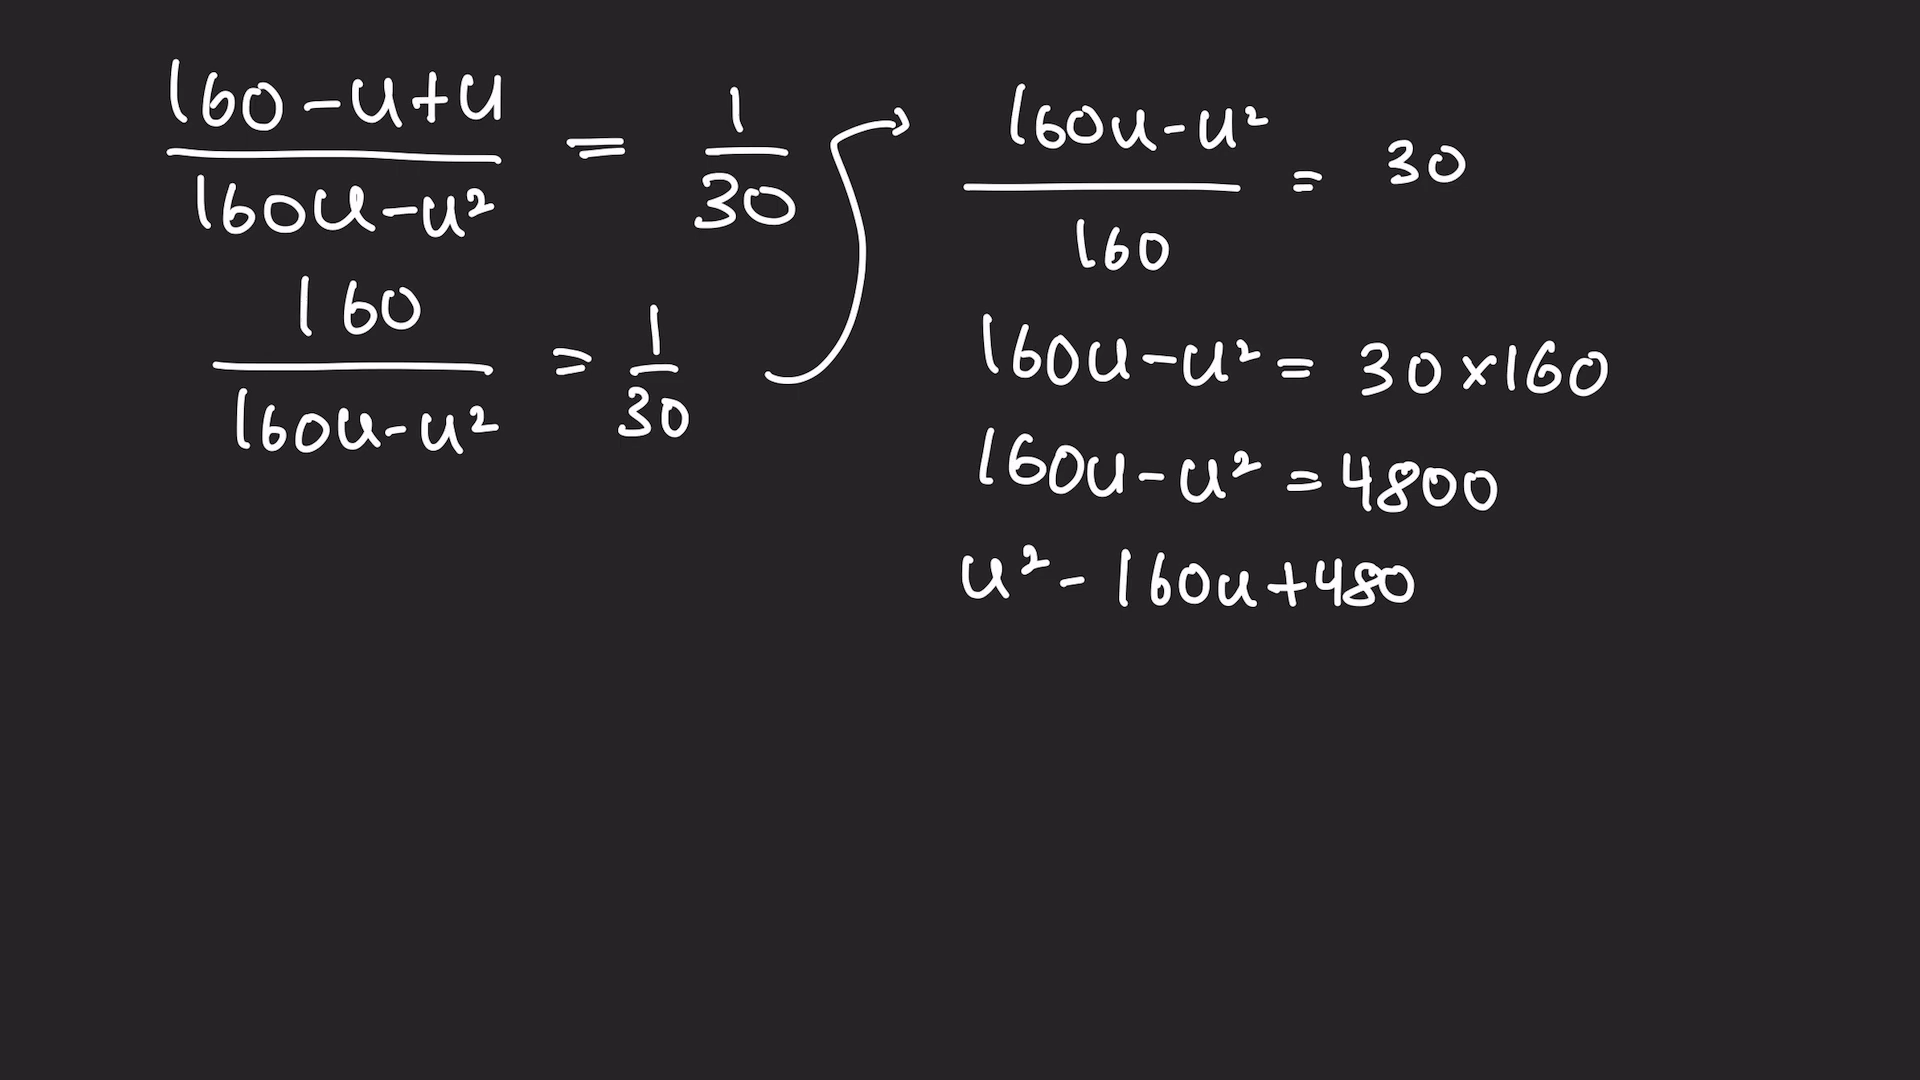 160-u+u
——— = 1/30
160u-u²
160
——— = 1/30
160u-u²
160u-u²
——— = 30
160
160u-u² = 30×160
160u-u² = 4800
u²-160u+480